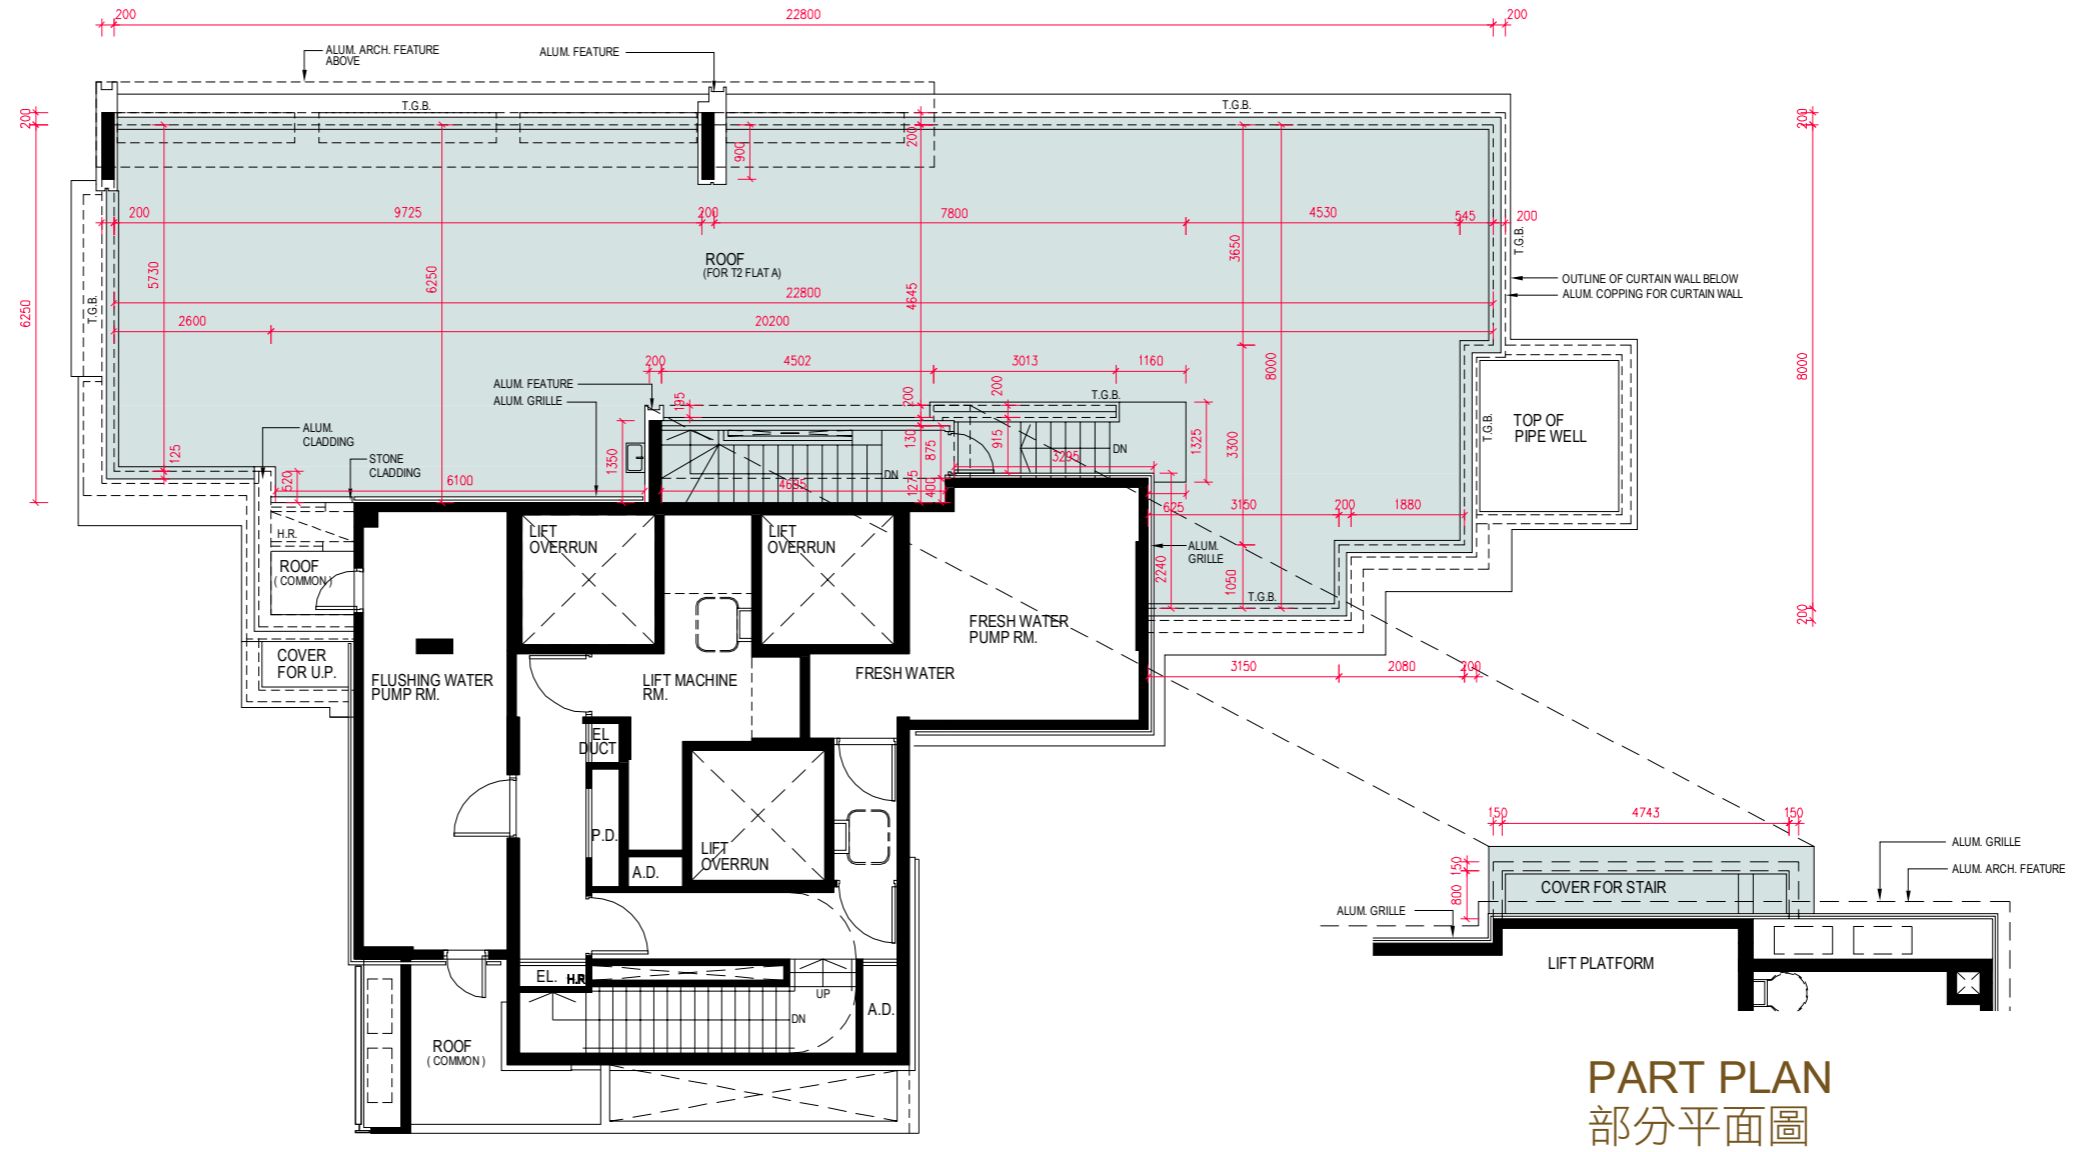 200
22800
200
ALUM. ARCH. FEATURE
ABOVE
ALUM. FEATURE
T.G.B.
T.G.B.
200
200
900
200
200
9725
200
7800
4530
545
200
T.G.B.
5730
6250
ROOF
(FOR T2 FLAT A)
3650
OUTLINE OF CURTAIN WALL BELOW
ALUM. COPPING FOR CURTAIN WALL
T.G.B.
6250
22800
4645
2600
20200
200
4502
3013
1160
8000
8000
ALUM. FEATURE
ALUM. GRILLE
195
200
200
T.G.B.
ALUM.
CLADDING
STONE
CLADDING
125
520
6100
1350
130
875
915
1325
3300
T.G.B.
TOP OF
PIPE WELL
DN
DN
3295
4695
1275
400
625
3150
200
1880
H.R.
ROOF
( COMMON )
LIFT
OVERRUN
LIFT
OVERRUN
ALUM.
GRILLE
2240
1050
T.G.B.
200
FRESH WATER
PUMP RM.
COVER
FOR U.P.
FLUSHING WATER
PUMP RM.
LIFT MACHINE
RM.
FRESH WATER
3150
2080
200
EL
DUCT
P.D.
LIFT
OVERRUN
A.D.
150
4743
150
150
800
COVER FOR STAIR
ALUM. GRILLE
ALUM. ARCH. FEATURE
ALUM. GRILLE
LIFT PLATFORM
EL.
H.R
UP
DN
A.D.
ROOF
( COMMON )
PART PLAN
部分平面圖